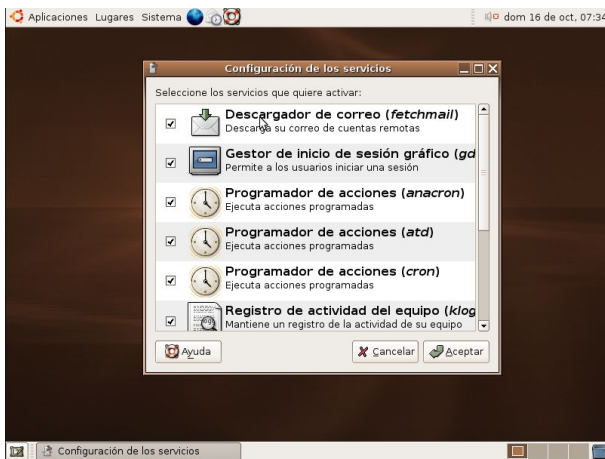 Aplicaciones Lugares Sistema
dom 16 de oct, 07:34
Configuración de los servicios
Seleccione los servicios que quiere activar:
Descargador de correo (fetchmail)
Descarga su correo de cuentas remotas
Gestor de inicio de sesión gráfico (gd
Permite a los usuarios iniciar una sesión
Programador de acciones (anacron)
Ejecuta acciones programadas
Programador de acciones (atd)
Ejecuta acciones programadas
Programador de acciones (cron)
Ejecuta acciones programadas
Registro de actividad del equipo (klog
Mantiene un registro de la actividad de su equipo
Ayuda
Cancelar
Aceptar
Configuración de los servicios